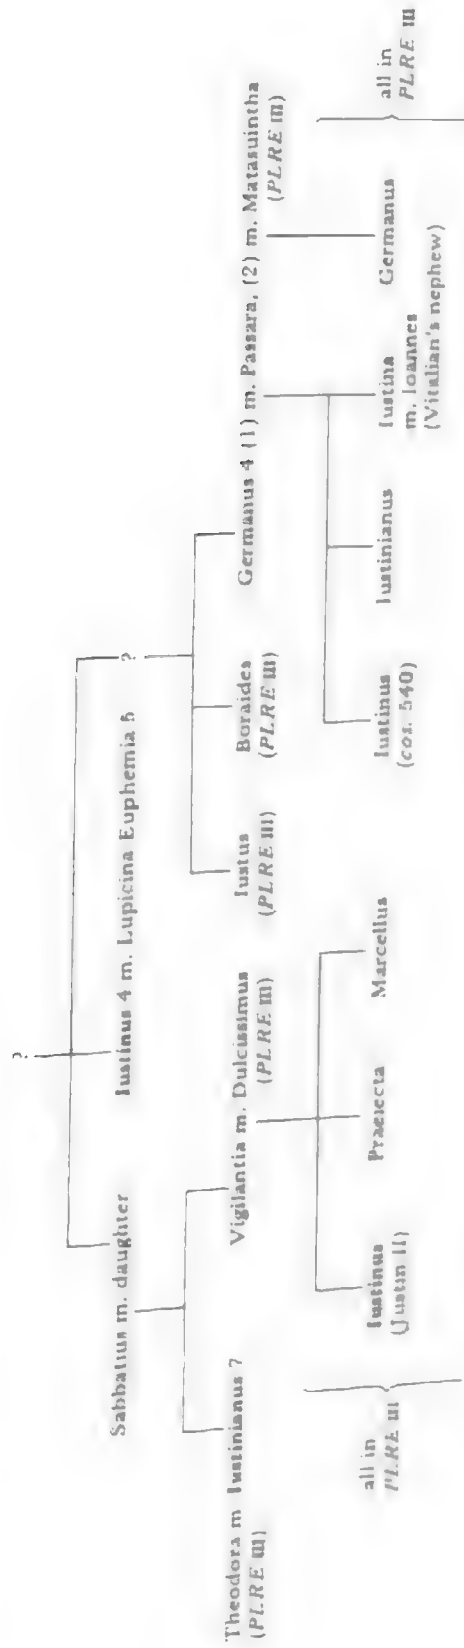 ?
Sabbatius m. daughter
Iustinus 4 m. Lupicina Euphemia 5
?
Theodora m Iustinianus 7
(PLRE III)
Vigilantia m. Dulcissimus
(PLRE III)
Iustus
(PLRE III)
Boraides
(PLRE III)
Germanus 4 (1) m. Passara, (2) m. Matasuintha
(PLRE III)
all in
PLRE III
Iustinus
(Justin II)
Praeiecta
Marcellus
Iustinus
(cos. 540)
Iustinianus
Iustina
m. Ioannes
(Vitalian's nephew)
Germanus
all in
PLRE III